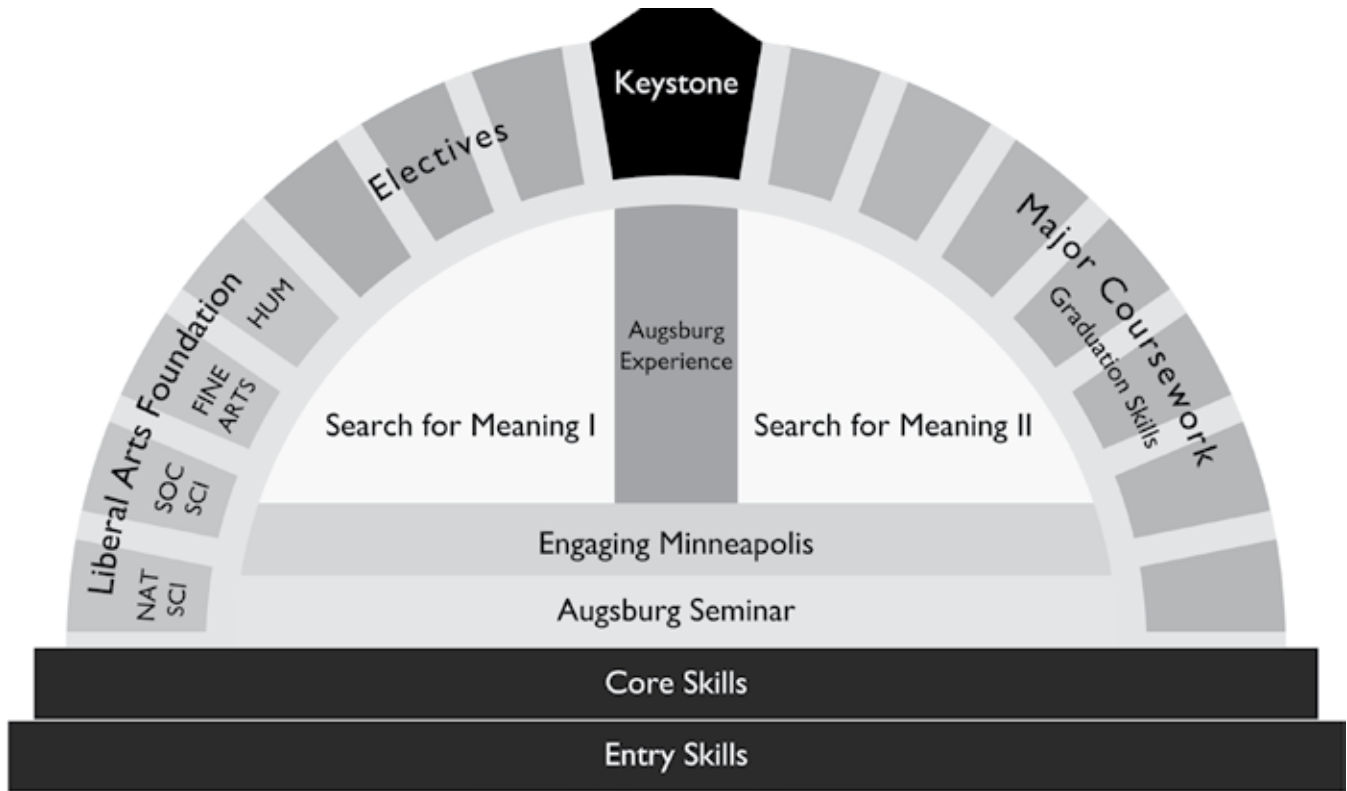 Keystone
Electives
Major Coursework
Graduation Skills
Liberal Arts Foundation
HUM
FINE
ARTS
SOC
SCI
NAT
SCI
Augsburg
Experience
Search for Meaning I
Search for Meaning II
Engaging Minneapolis
Augsburg Seminar
Core Skills
Entry Skills